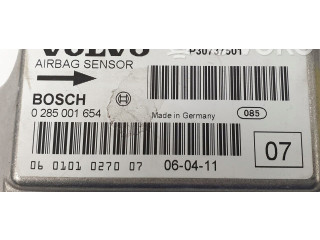 VOLVO
P30737501
AIRBAG SENSOR
BOSCH
0 285 001 654
Made in Germany
085
06 0101 0270 07
06-04-11
07